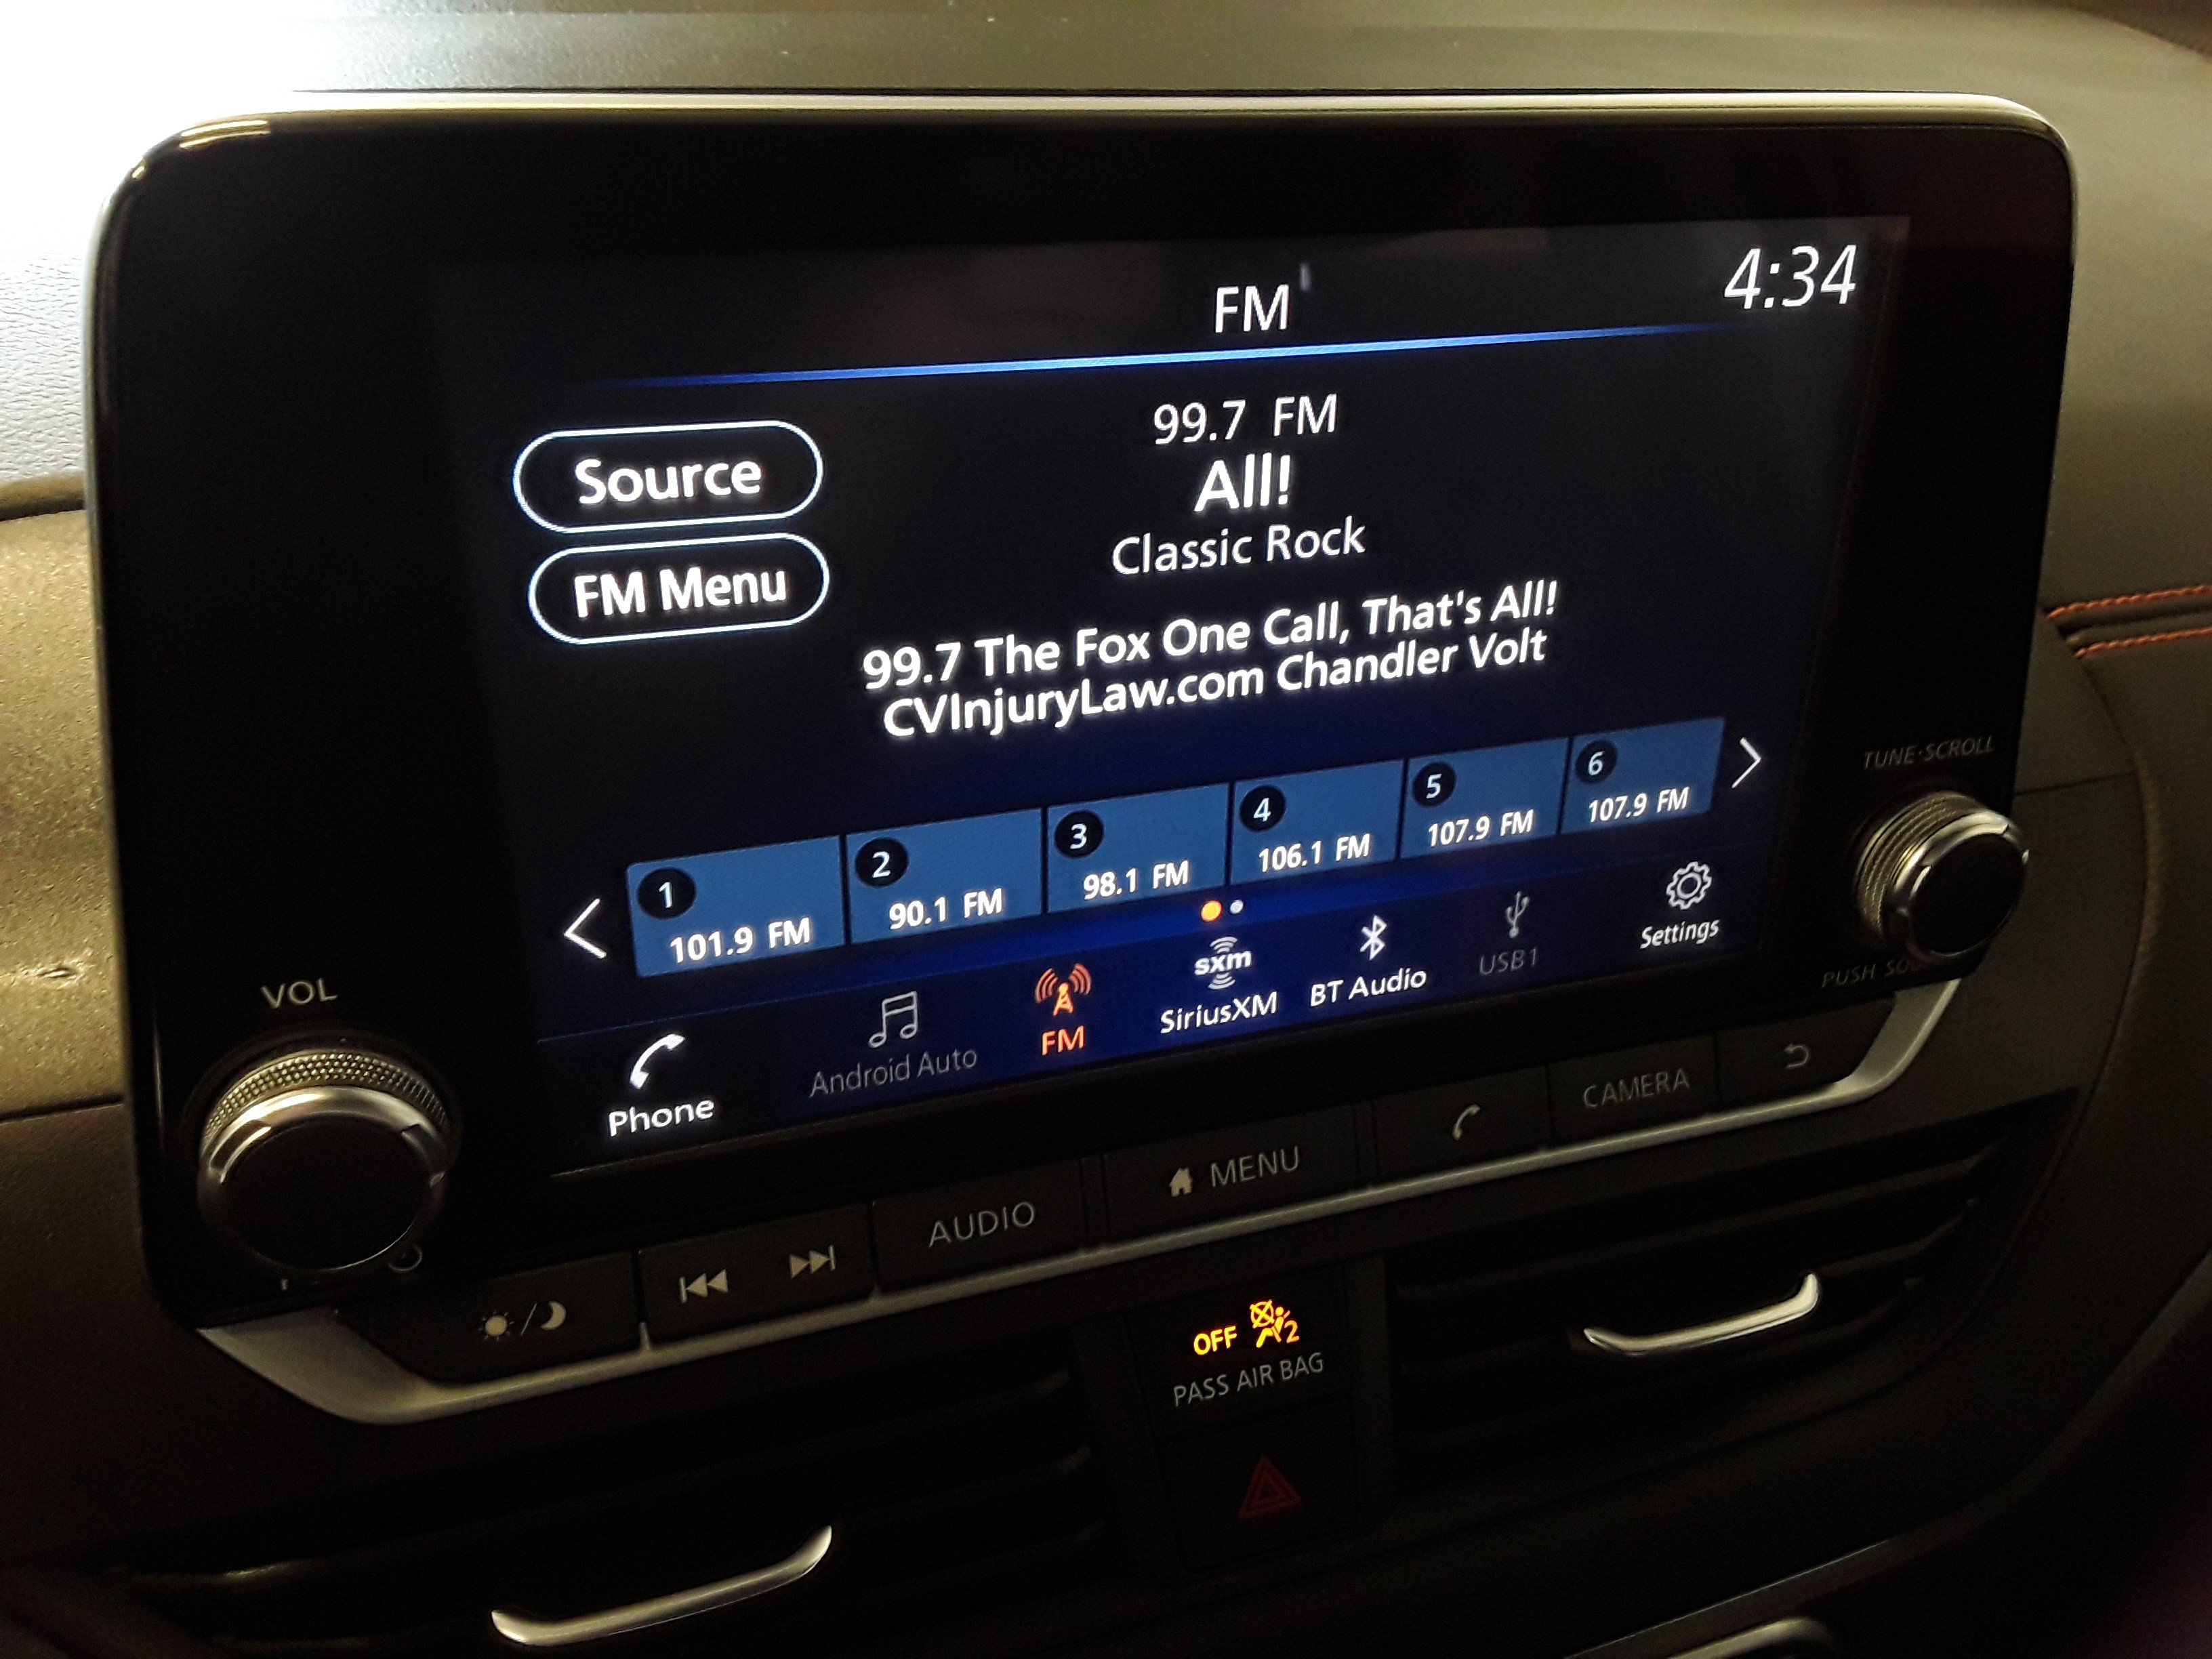 FM
4:34
Source
FM Menu
99.7 FM
All!
Classic Rock
99.7 The Fox One Call, That's All!
CVInjuryLaw.com Chandler Volt
1 101.9 FM
2 90.1 FM
3 98.1 FM
4 106.1 FM
5 107.9 FM
6 107.9 FM
Phone
Android Auto
FM
sxm
SiriusXM
BT Audio
USB1
Settings
VOL
TUNE·SCROLL
PUSH
AUDIO
MENU
CAMERA
OFF 2
PASS AIR BAG